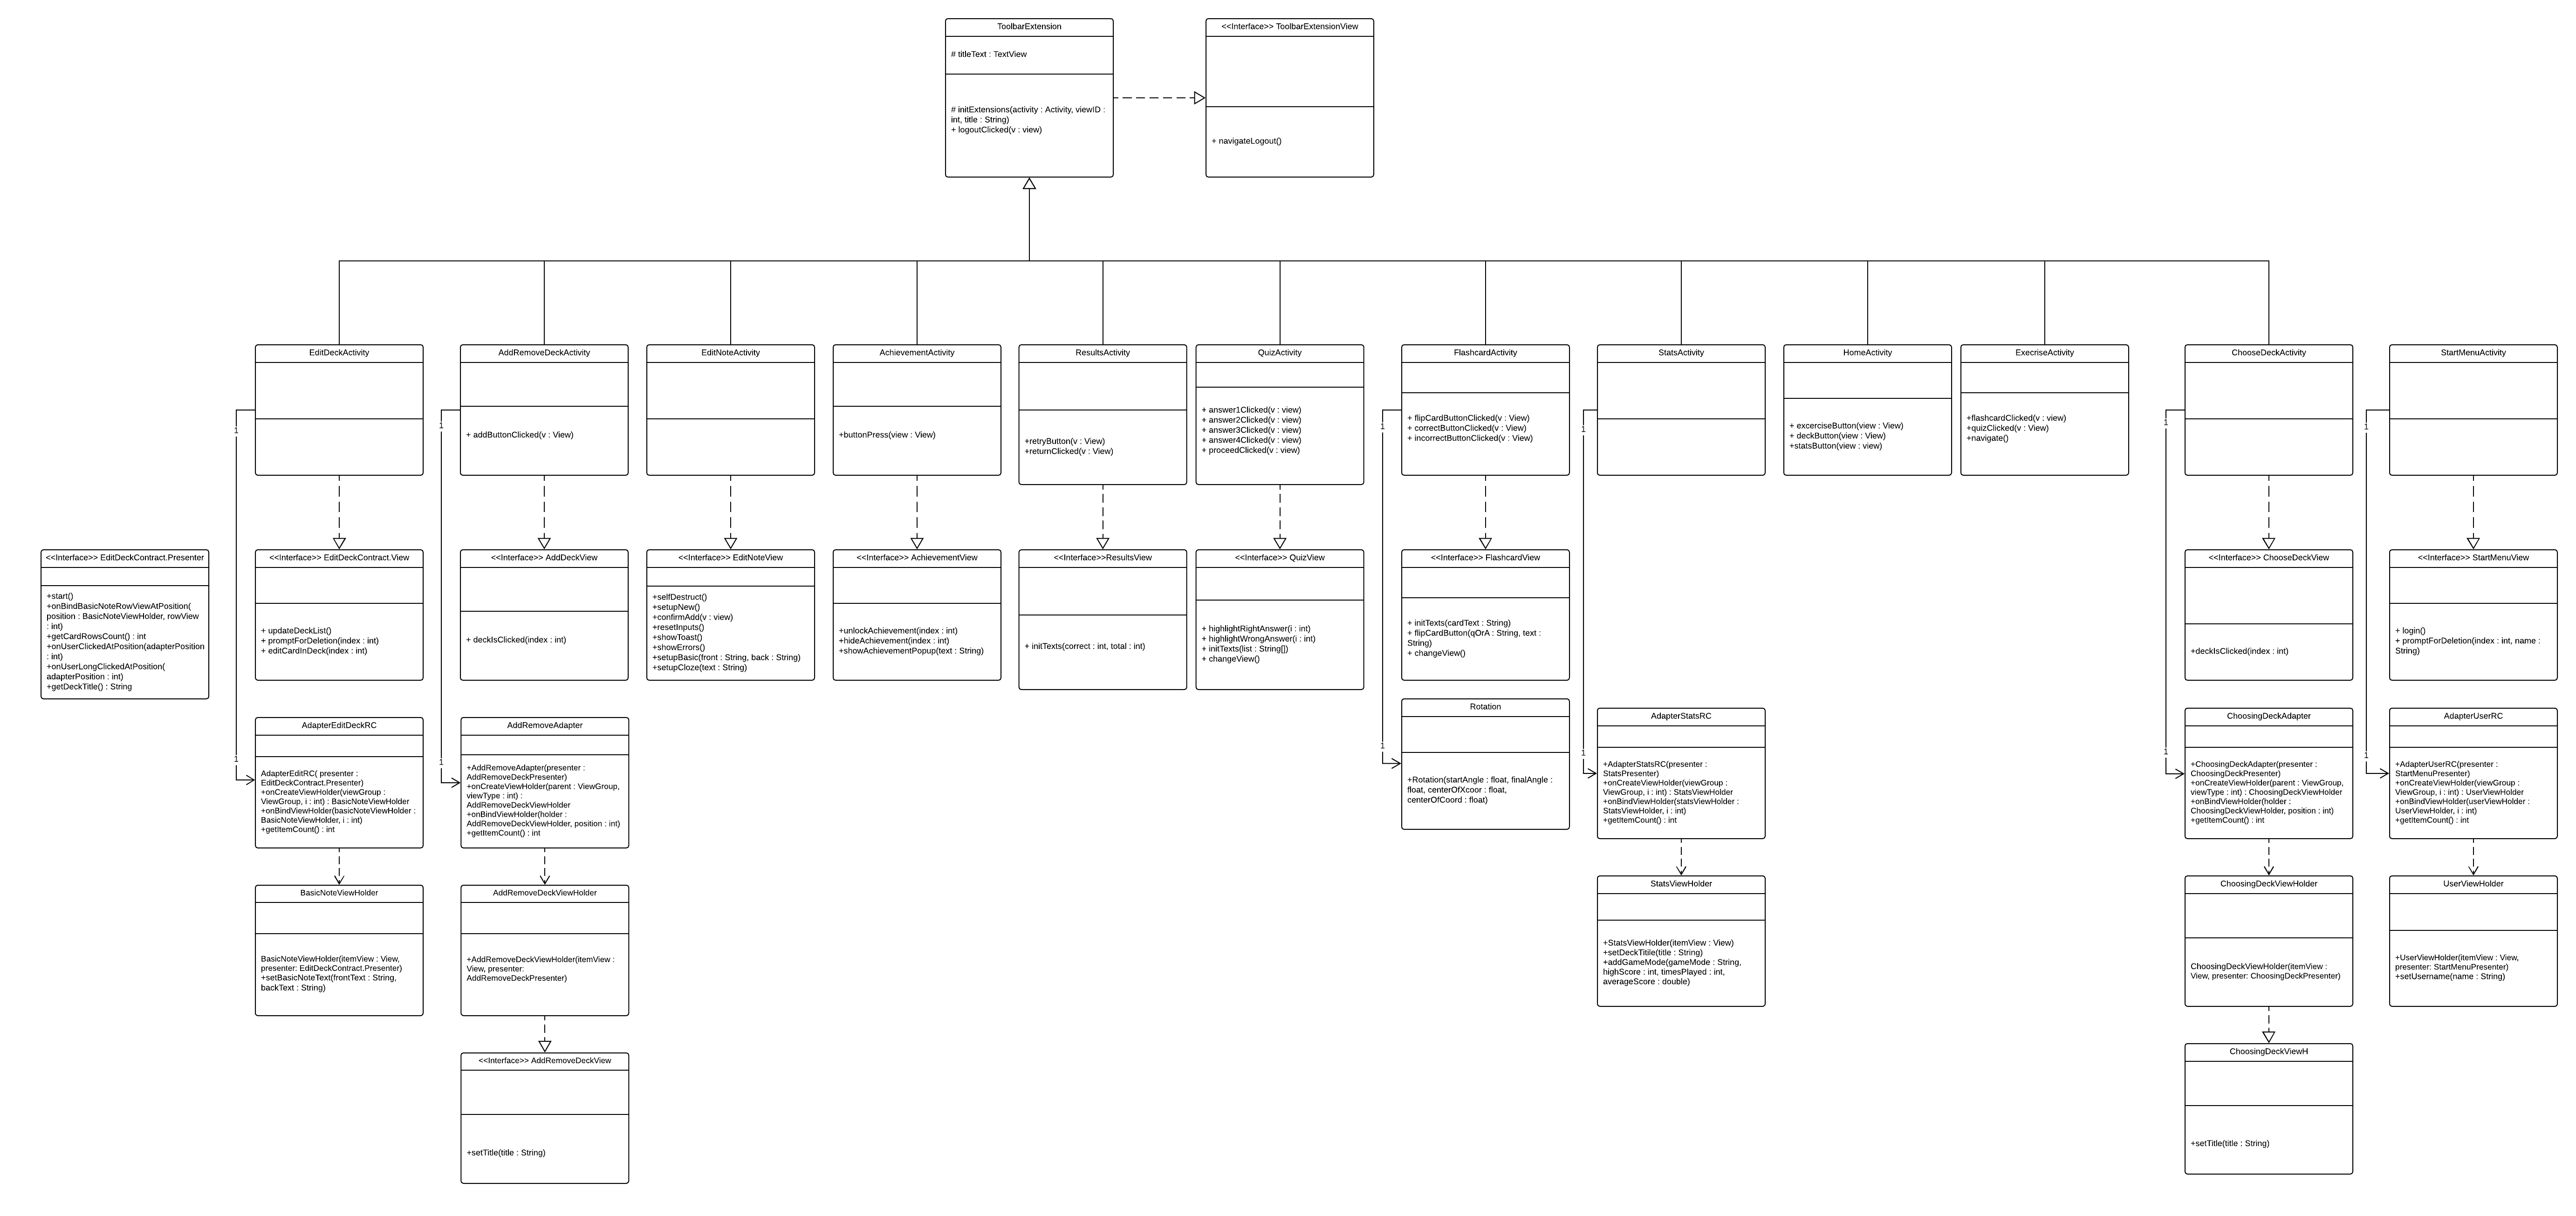 ToolbarExtension
# titleText : TextView
# initExtensions(activity : Activity, viewID :
int, title : String)
+ logoutClicked(v : view)
<<Interface>> ToolbarExtensionView
+ navigateLogout()
EditDeckActivity
AddRemoveDeckActivity
+ addButtonClicked(v : View)
EditNoteActivity
AchievementActivity
+buttonPress(view : View)
ResultsActivity
+retryButton(v : View)
+returnClicked(v : View)
QuizActivity
+ answer1Clicked(v : view)
+ answer2Clicked(v : view)
+ answer3Clicked(v : view)
+ answer4Clicked(v : view)
+ proceedClicked(v : view)
FlashcardActivity
+ flipCardButtonClicked(v : View)
+ correctButtonClicked(v : View)
+ incorrectButtonClicked(v : View)
StatsActivity
HomeActivity
+ excerciseButton(view : View)
+ deckButton(view : View)
+statsButton(view : view)
ExecriseActivity
+flashcardClicked(v : view)
+quizClicked(v : View)
+navigate()
ChooseDeckActivity
StartMenuActivity
1
1
1
1
1
1
<<Interface>> EditDeckContract.Presenter
+start()
+onBindBasicNoteRowViewAtPosition(
position : BasicNoteViewHolder, rowView
: int)
+getCardRowsCount() : int
+onUserClickedAtPosition(adapterPosition
: int)
+onUserLongClickedAtPosition(
adapterPosition : int)
+getDeckTitle() : String
<<Interface>> EditDeckContract.View
+ updateDeckList()
+ promptForDeletion(index : int)
+ editCardInDeck(index : int)
<<Interface>> AddDeckView
+ deckIsClicked(index : int)
<<Interface>> EditNoteView
+selfDestruct()
+setupNew()
+confirmAdd(v : view)
+resetInputs()
+showToast()
+showErrors()
+setupBasic(front : String, back : String)
+setupCloze(text : String)
<<Interface>> AchievementView
+unlockAchievement(index : int)
+hideAchievement(index : int)
+showAchievementPopup(text : String)
<<Interface>>ResultsView
+ initTexts(correct : int, total : int)
<<Interface>> QuizView
+ highlightRightAnswer(i : int)
+ highlightWrongAnswer(i : int)
+ initTexts(list : String[])
+ changeView()
<<Interface>> FlashcardView
+ initTexts(cardText : String)
+ flipCardButton(qOrA : String, text :
String)
+ changeView()
<<Interface>> ChooseDeckView
+deckIsClicked(index : int)
<<Interface>> StartMenuView
+ login()
+ promptForDeletion(index : int, name :
String)
1
1
1
1
1
1
AdapterEditDeckRC
AdapterEditRC( presenter :
EditDeckContract.Presenter)
+onCreateViewHolder(viewGroup :
ViewGroup, i : int) : BasicNoteViewHolder
+onBindViewHolder(basicNoteViewHolder :
BasicNoteViewHolder, i : int)
+getItemCount() : int
AddRemoveAdapter
+AddRemoveAdapter(presenter :
AddRemoveDeckPresenter)
+onCreateViewHolder(parent : ViewGroup,
viewType : int) :
AddRemoveDeckViewHolder
+onBindViewHolder(holder :
AddRemoveDeckViewHolder, position : int)
+getItemCount() : int
Rotation
+Rotation(startAngle : float, finalAngle :
float, centerOfXcoor : float,
centerOfCoord : float)
AdapterStatsRC
+AdapterStatsRC(presenter :
StatsPresenter)
+onCreateViewHolder(viewGroup :
ViewGroup, i : int) : StatsViewHolder
+onBindViewHolder(statsViewHolder :
StatsViewHolder, i : int)
+getItemCount() : int
ChoosingDeckAdapter
+ChoosingDeckAdapter(presenter :
ChoosingDeckPresenter)
+onCreateViewHolder(parent : ViewGroup,
viewType : int) : ChoosingDeckViewHolder
+onBindViewHolder(holder :
ChoosingDeckViewHolder, position : int)
+getItemCount() : int
AdapterUserRC
+AdapterUserRC(presenter :
StartMenuPresenter)
+onCreateViewHolder(viewGroup :
ViewGroup, i : int) : UserViewHolder
+onBindViewHolder(userViewHolder :
UserViewHolder, i : int)
+getItemCount() : int
BasicNoteViewHolder
BasicNoteViewHolder(itemView : View,
presenter: EditDeckContract.Presenter)
+setBasicNoteText(frontText : String,
backText : String)
AddRemoveDeckViewHolder
+AddRemoveDeckViewHolder(itemView :
View, presenter:
AddRemoveDeckPresenter)
StatsViewHolder
+StatsViewHolder(itemView : View)
+setDeckTitile(title : String)
+addGameMode(gameMode : String,
highScore : int, timesPlayed : int,
averageScore : double)
ChoosingDeckViewHolder
ChoosingDeckViewHolder(itemView :
View, presenter: ChoosingDeckPresenter)
UserViewHolder
+UserViewHolder(itemView : View,
presenter: StartMenuPresenter)
+setUsername(name : String)
<<Interface>> AddRemoveDeckView
+setTitle(title : String)
ChoosingDeckViewH
+setTitle(title : String)